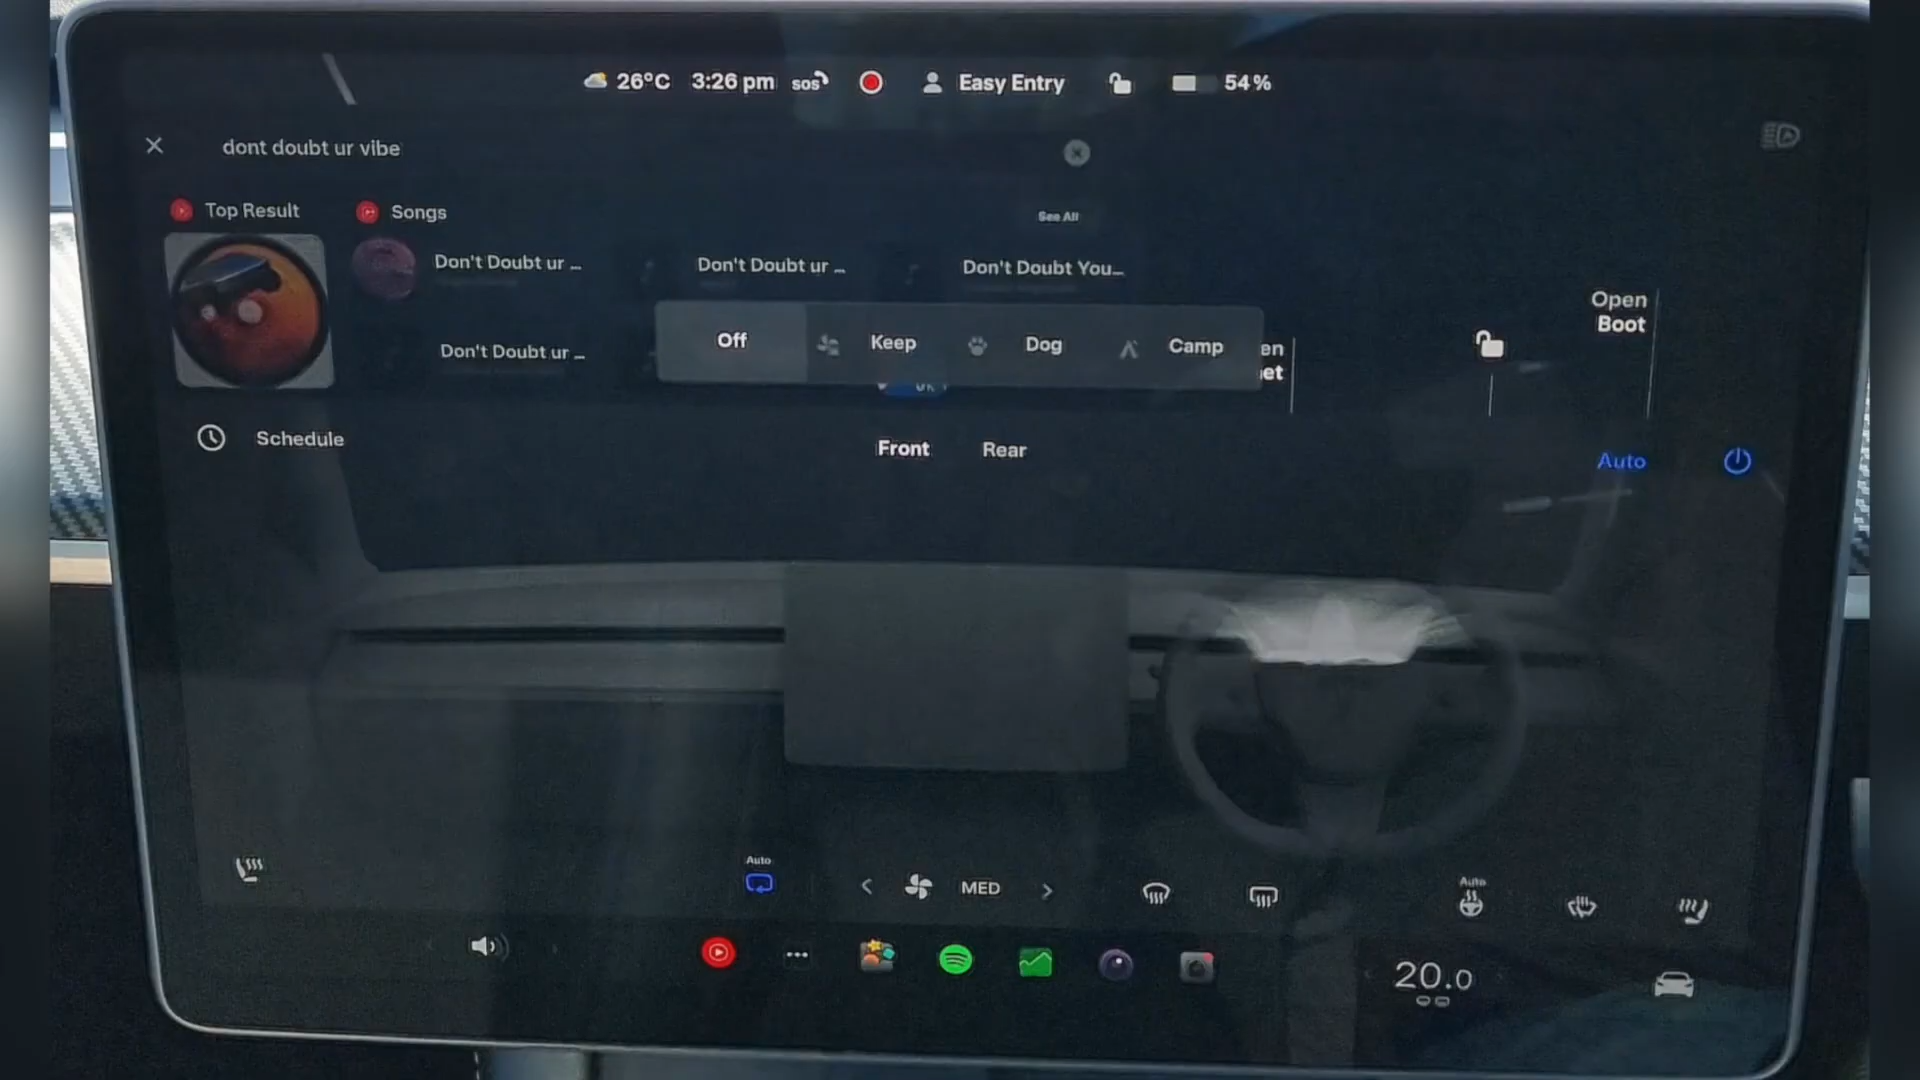 26°C 3:26 pm sos Easy Entry 54%
dont doubt ur vibe
Top Result Songs See All
Don't Doubt ur ... Don't Doubt ur ... Don't Doubt You...
Open
Boot
Off Keep Dog Camp en
et
Don't Doubt ur ...
Schedule Front Rear Auto
Auto
MED
Auto
20.0